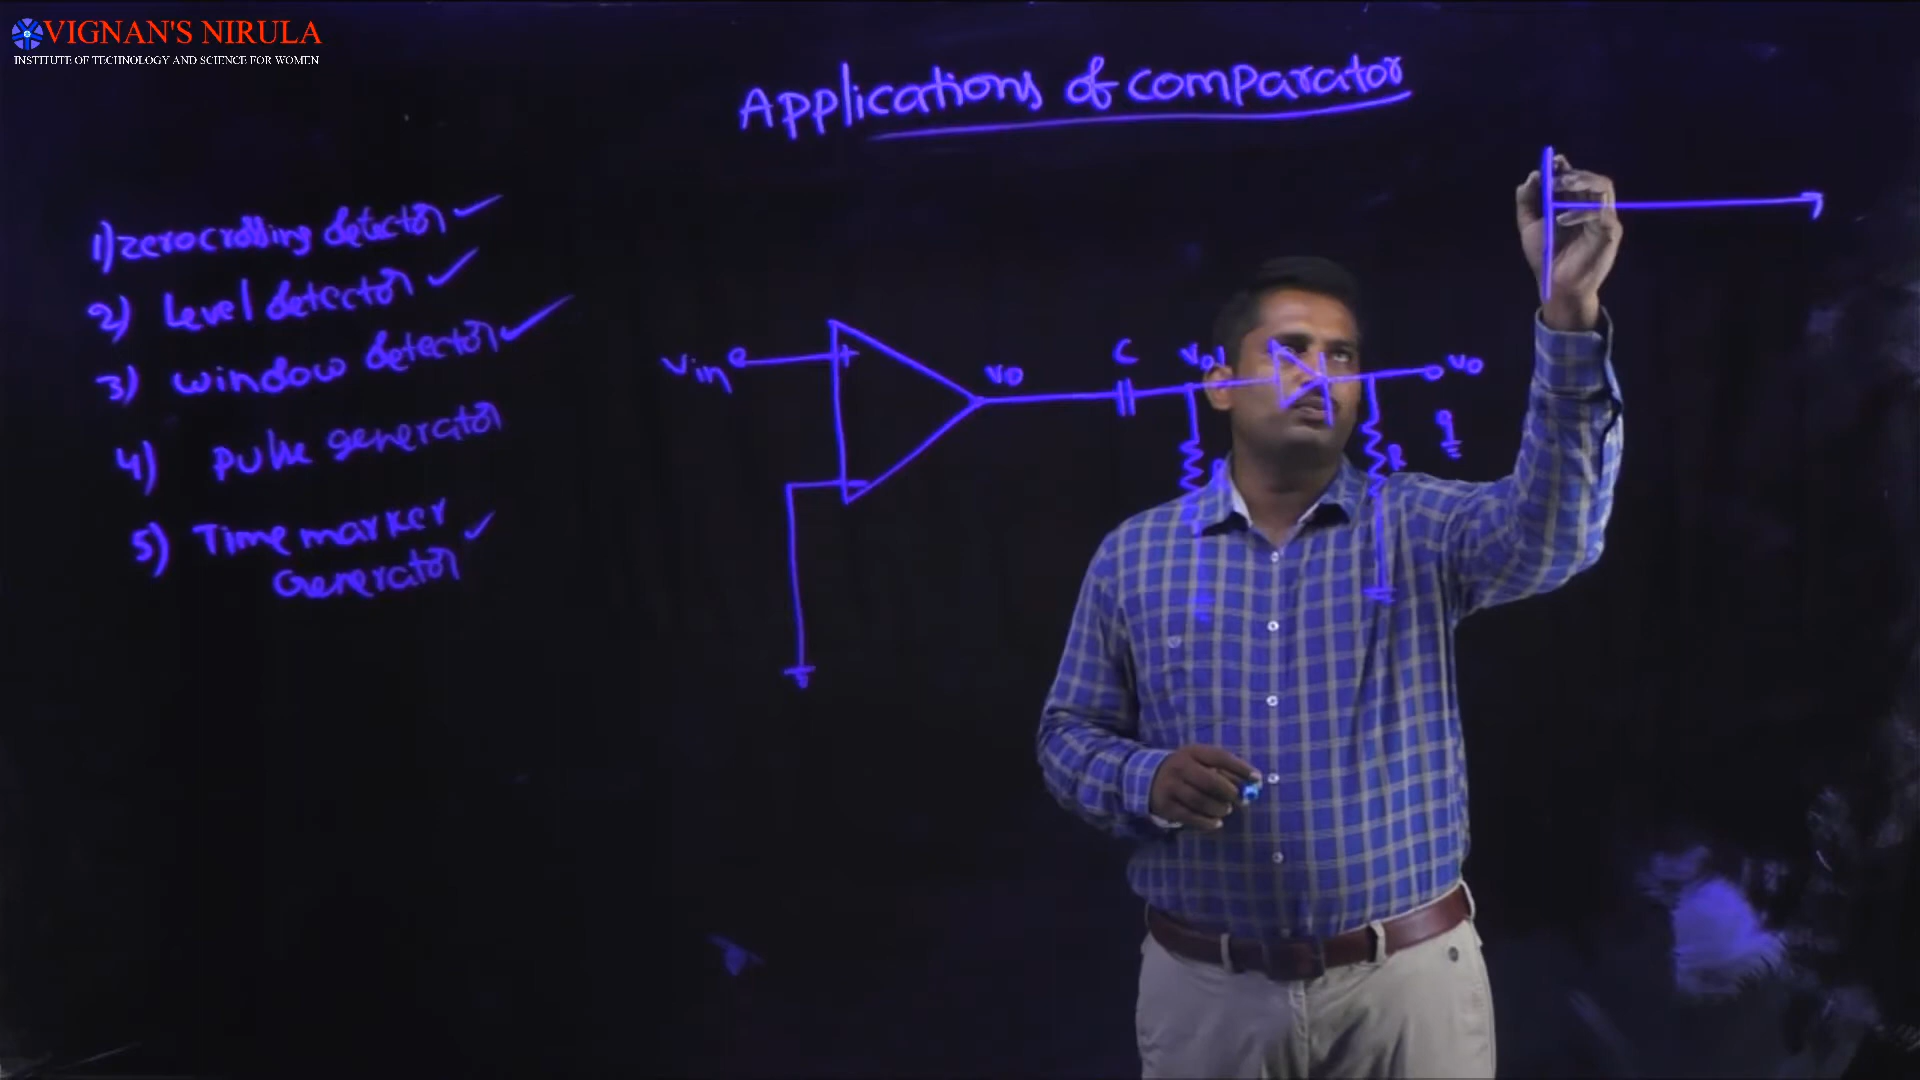 VIGNAN'S NIRULA
INSTITUTE OF TECHNOLOGY AND SCIENCE FOR WOMEN
Applications of comparator
1) zerocrossing detector
2) Level detector
3) window detector
4) pulse generator
5) Time marker
Generator
Vin
+
Vo
C
Vo1
R
Vo